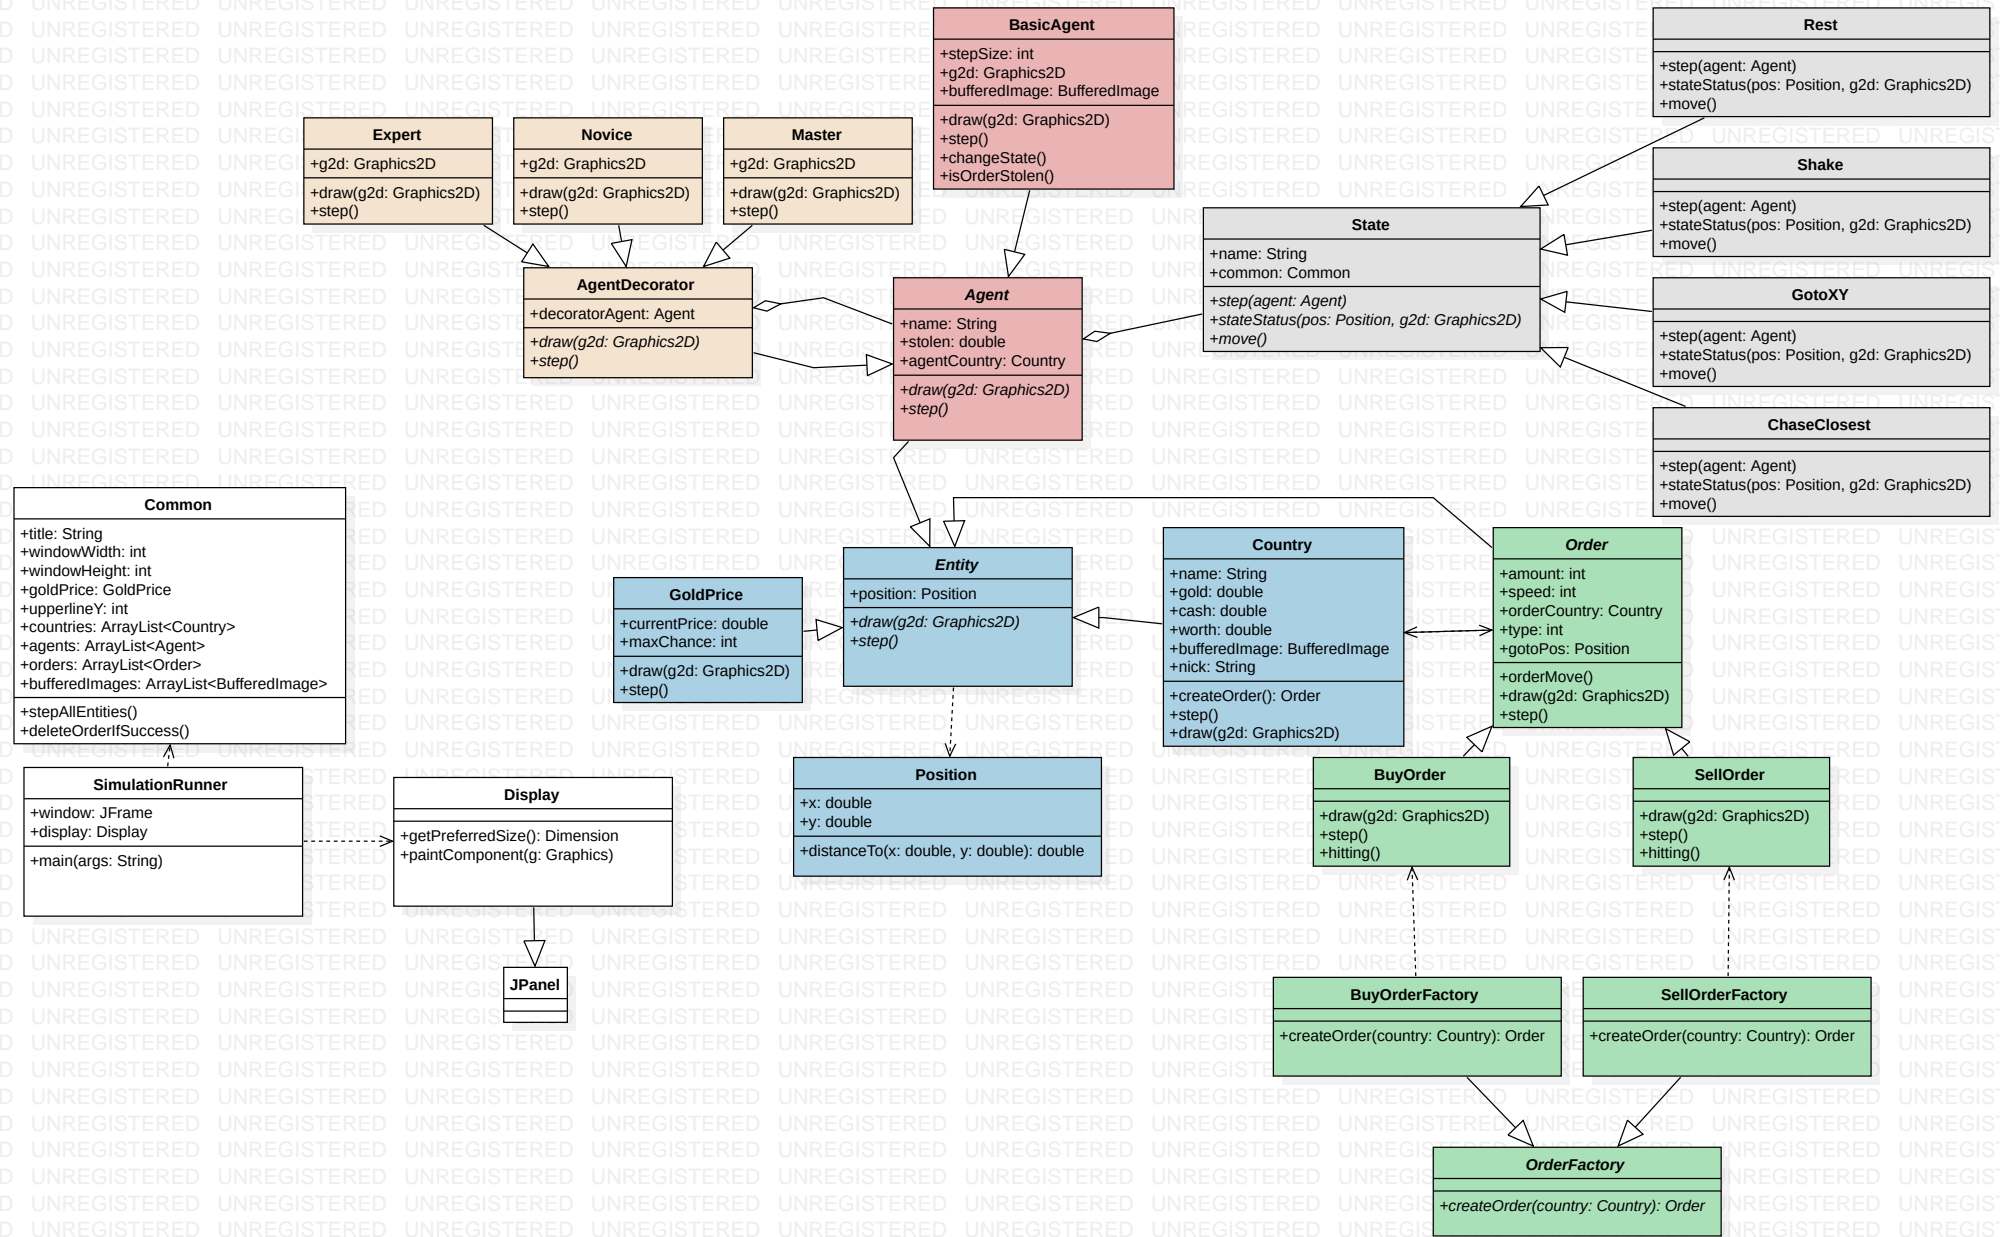 BasicAgent
+stepSize: int
+g2d: Graphics2D
+bufferedImage: BufferedImage
+draw(g2d: Graphics2D)
+step()
+changeState()
+isOrderStolen()
Rest
+step(agent: Agent)
+stateStatus(pos: Position, g2d: Graphics2D)
+move()
Expert
+g2d: Graphics2D
+draw(g2d: Graphics2D)
+step()
Novice
+g2d: Graphics2D
+draw(g2d: Graphics2D)
+step()
Master
+g2d: Graphics2D
+draw(g2d: Graphics2D)
+step()
Shake
+step(agent: Agent)
+stateStatus(pos: Position, g2d: Graphics2D)
+move()
State
+name: String
+common: Common
+step(agent: Agent)
+stateStatus(pos: Position, g2d: Graphics2D)
+move()
AgentDecorator
+decoratorAgent: Agent
+draw(g2d: Graphics2D)
+step()
Agent
+name: String
+stolen: double
+agentCountry: Country
+draw(g2d: Graphics2D)
+step()
GotoXY
+step(agent: Agent)
+stateStatus(pos: Position, g2d: Graphics2D)
+move()
ChaseClosest
+step(agent: Agent)
+stateStatus(pos: Position, g2d: Graphics2D)
+move()
Common
+title: String
+windowWidth: int
+windowHeight: int
+goldPrice: GoldPrice
+upperlineY: int
+countries: ArrayList<Country>
+agents: ArrayList<Agent>
+orders: ArrayList<Order>
+bufferedImages: ArrayList<BufferedImage>
+stepAllEntities()
+deleteOrderIfSuccess()
GoldPrice
+currentPrice: double
+maxChance: int
+draw(g2d: Graphics2D)
+step()
Entity
+position: Position
+draw(g2d: Graphics2D)
+step()
Country
+name: String
+gold: double
+cash: double
+worth: double
+bufferedImage: BufferedImage
+nick: String
+createOrder(): Order
+step()
+draw(g2d: Graphics2D)
Order
+amount: int
+speed: int
+orderCountry: Country
+type: int
+gotoPos: Position
+orderMove()
+draw(g2d: Graphics2D)
+step()
SimulationRunner
+window: JFrame
+display: Display
+main(args: String)
Display
+getPreferredSize(): Dimension
+paintComponent(g: Graphics)
Position
+x: double
+y: double
+distanceTo(x: double, y: double): double
BuyOrder
+draw(g2d: Graphics2D)
+step()
+hitting()
SellOrder
+draw(g2d: Graphics2D)
+step()
+hitting()
JPanel
BuyOrderFactory
+createOrder(country: Country): Order
SellOrderFactory
+createOrder(country: Country): Order
OrderFactory
+createOrder(country: Country): Order